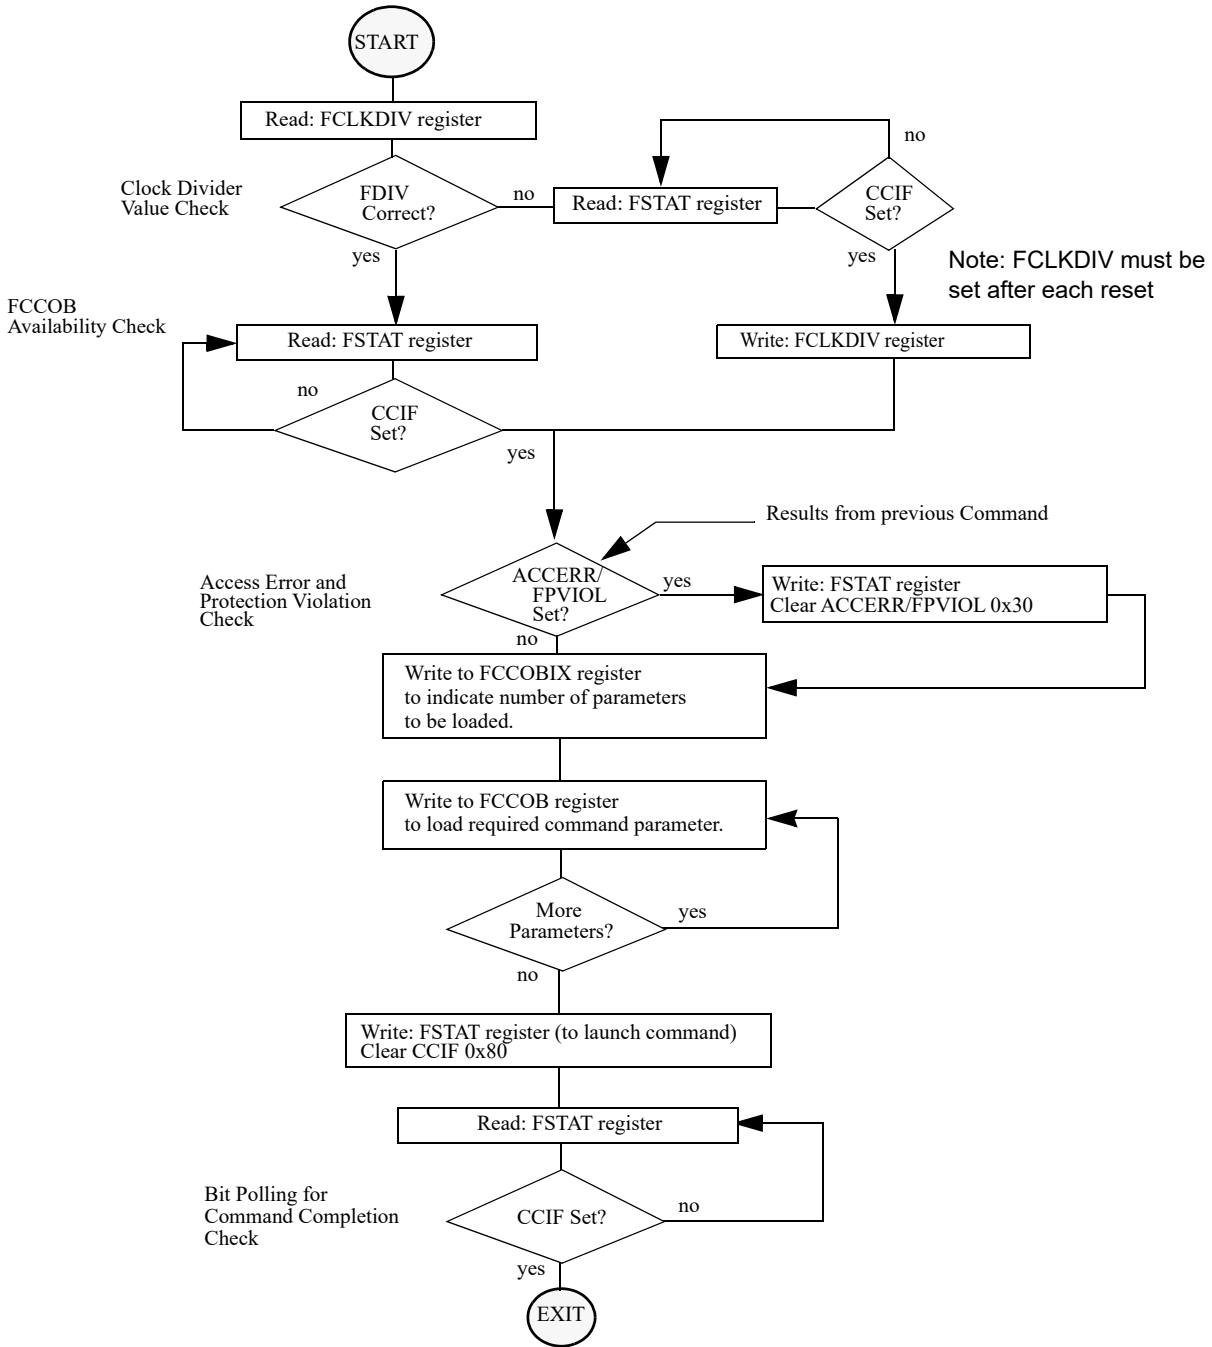 START
Read: FCLKDIV register
Clock Divider
Value Check
FDIV
Correct?
no
Read: FSTAT register
CCIF
Set?
no
yes
yes
Note: FCLKDIV must be
set after each reset
FCCOB
Availability Check
Read: FSTAT register
Write: FCLKDIV register
no
CCIF
Set?
yes
Results from previous Command
Access Error and
Protection Violation
Check
ACCERR/
FPVIOL
Set?
yes
Write: FSTAT register
Clear ACCERR/FPVIOL 0x30
no
Write to FCCOBIX register
to indicate number of parameters
to be loaded.
Write to FCCOB register
to load required command parameter.
More
Parameters?
yes
no
Write: FSTAT register (to launch command)
Clear CCIF 0x80
Read: FSTAT register
Bit Polling for
Command Completion
Check
CCIF Set?
no
yes
EXIT